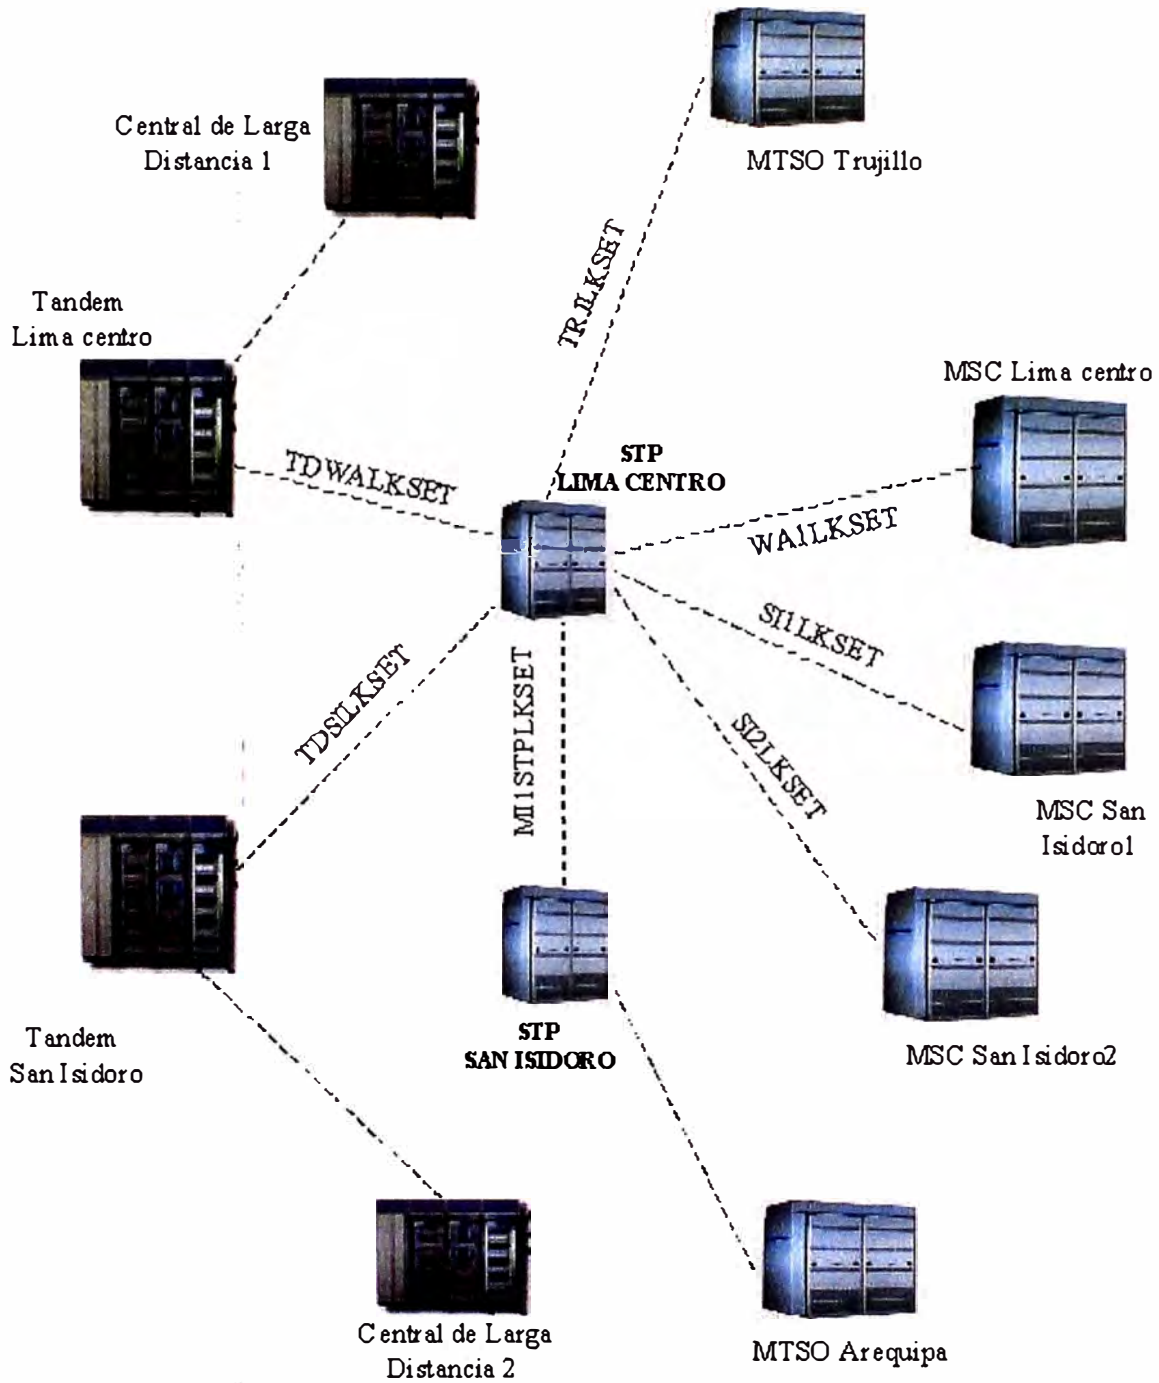 Central de Larga
Distancia 1
MTSO Trujillo
Tandem
Lima centro
TRJLKSET
MSC Lima centro
TDWALKSET
STP
LIMA CENTRO
WA1LKSET
SI1LKSET
TDSILKSET
MI1STPLKSET
SI2LKSET
MSC San
Isidoro1
Tandem
San Isidoro
STP
SAN ISIDORO
MSC San Isidoro2
Central de Larga
Distancia 2
MTSO Arequipa